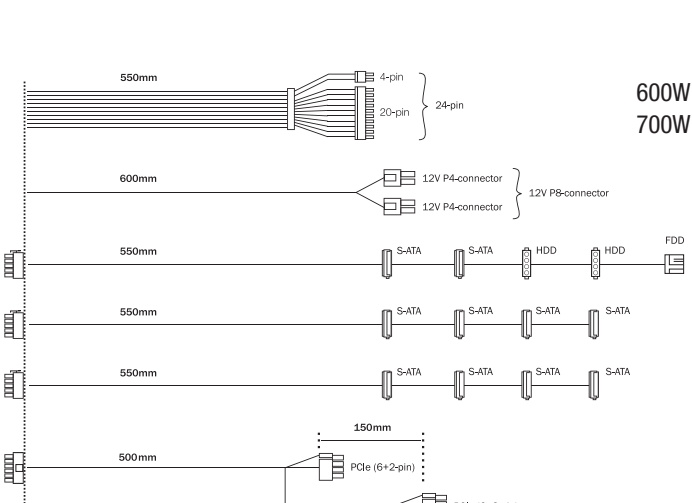 550mm
4-pin
20-pin
24-pin
600W
700W
600mm
12V P4-connector
12V P4-connector
12V P8-connector
550mm
S-ATA
S-ATA
HDD
HDD
FDD
550mm
S-ATA
S-ATA
S-ATA
S-ATA
550mm
S-ATA
S-ATA
S-ATA
S-ATA
150mm
500mm
PCIe (6+2-pin)